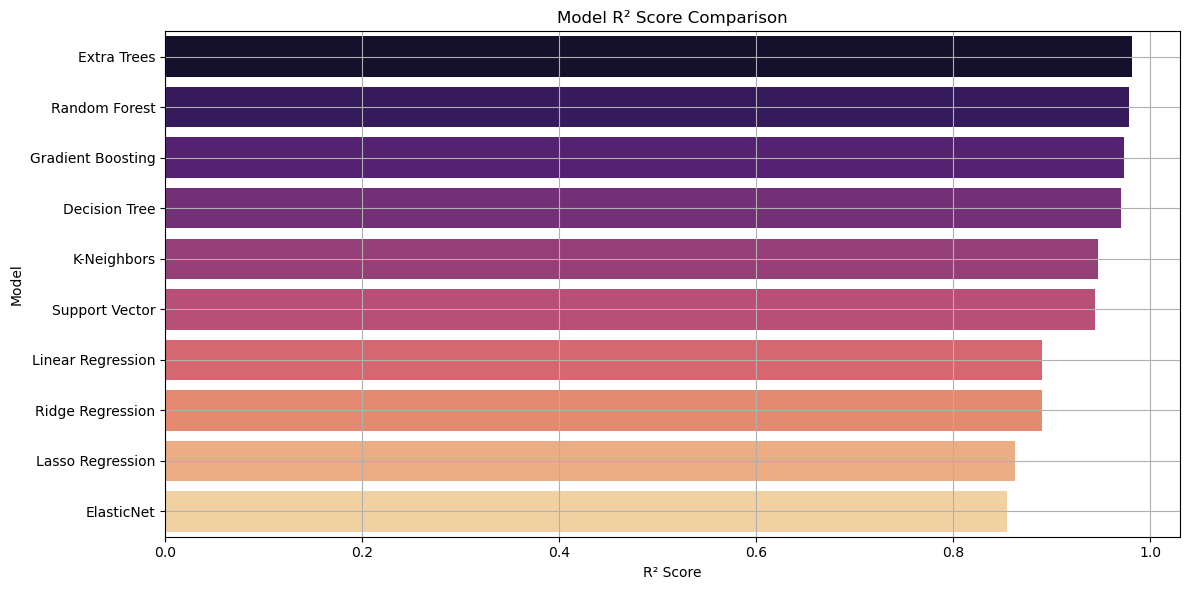 Model R² Score Comparison
Extra Trees
Random Forest
Gradient Boosting
Decision Tree
K-Neighbors
Support Vector
Linear Regression
Ridge Regression
Lasso Regression
ElasticNet
Model
0.0 0.2 0.4 0.6 0.8 1.0
R² Score